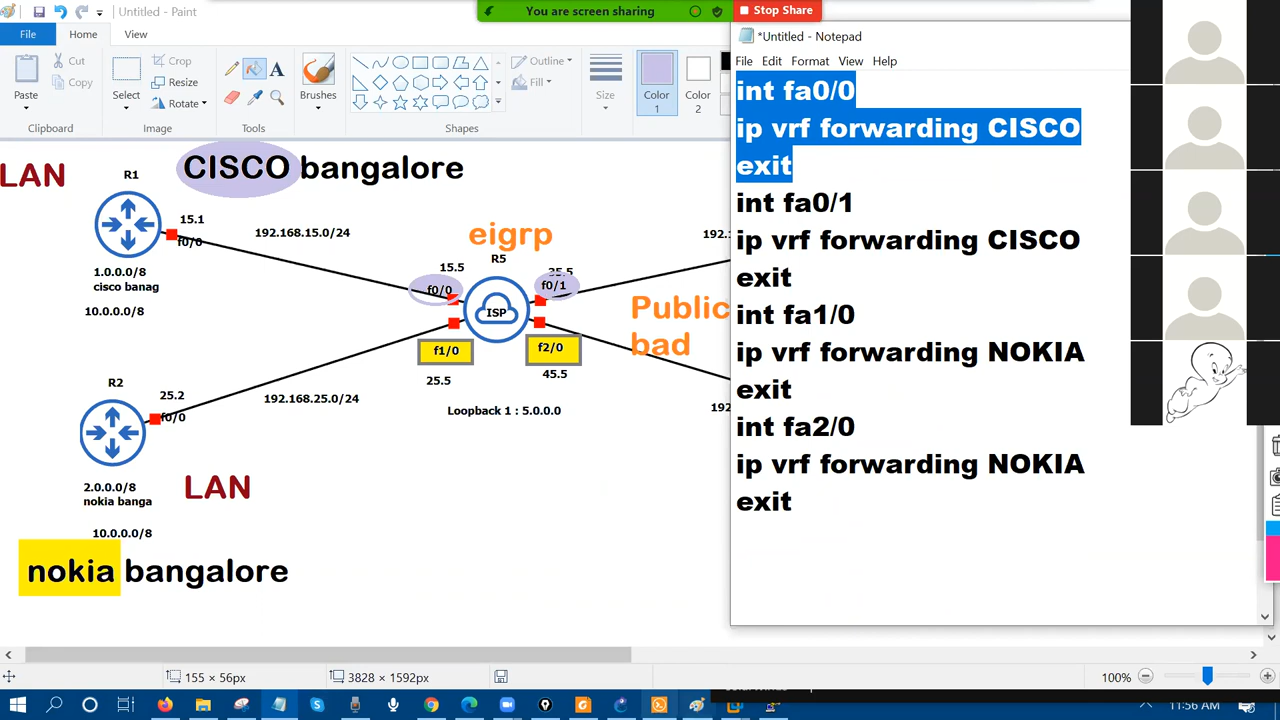 Untitled - Paint
You are screen sharing
Stop Share
File
Home
View
Paste
Cut
Copy
Clipboard
Select
Crop
Resize
Rotate
Image
Tools
Brushes
Shapes
Outline
Fill
Size
Color
1
Color
2
*Untitled - Notepad
File Edit Format View Help
int fa0/0
ip vrf forwarding CISCO
exit
int fa0/1
ip vrf forwarding CISCO
exit
int fa1/0
ip vrf forwarding NOKIA
exit
int fa2/0
ip vrf forwarding NOKIA
exit
LAN
R1
CISCO bangalore
15.1
f0/0
192.168.15.0/24
1.0.0.0/8
cisco banag
10.0.0.0/8
eigrp
R5
15.5
f0/0
f0/1
ISP
Public
bad
f1/0
f2/0
25.5
45.5
Loopback 1 : 5.0.0.0
R2
25.2
f0/0
192.168.25.0/24
2.0.0.0/8
nokia banga
LAN
10.0.0.0/8
nokia bangalore
155 × 56px
3828 × 1592px
100%
11:56 AM